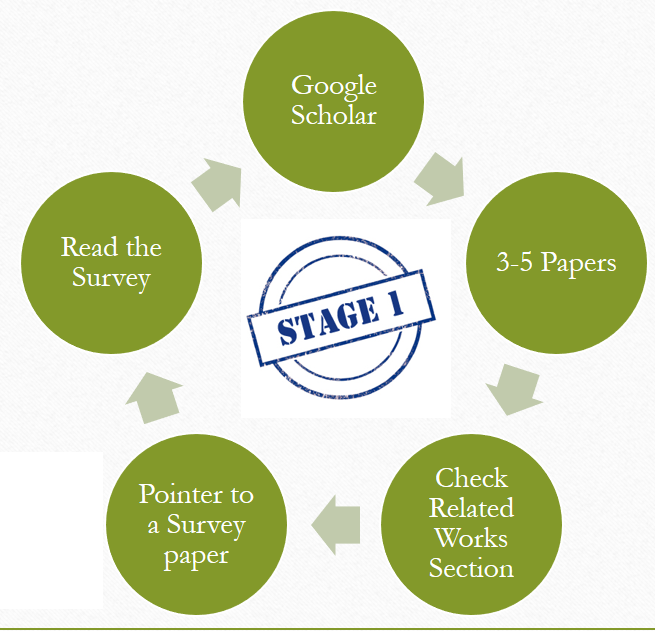 Google
Scholar
3-5 Papers
Check
Related
Works
Section
Pointer to
a Survey
paper
Read the
Survey
STAGE 1